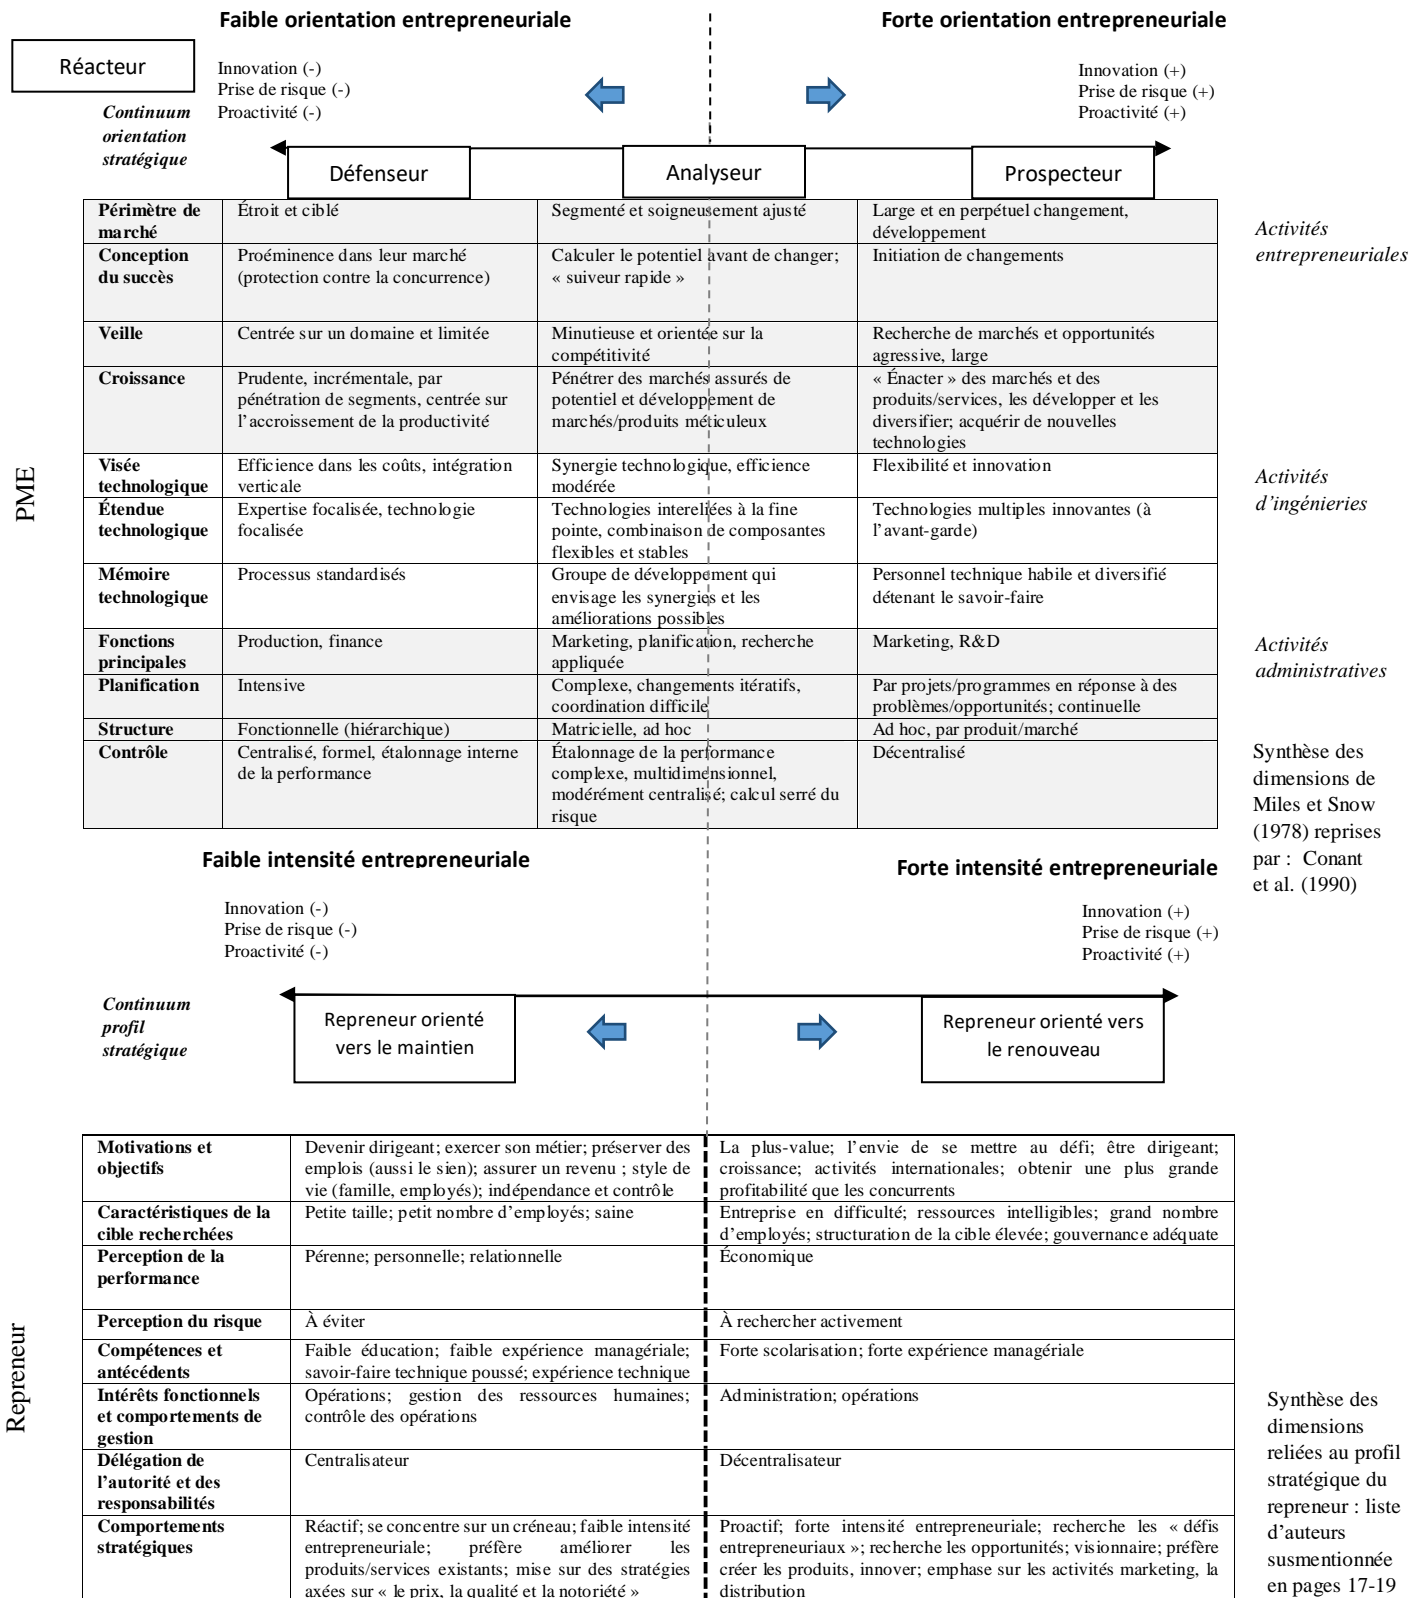 Faible orientation entrepreneuriale
Forte orientation entrepreneuriale
Réacteur
Innovation (-)
Prise de risque (-)
Proactivité (-)
Innovation (+)
Prise de risque (+)
Proactivité (+)
Continuum
orientation
stratégique
Défenseur
Analyseur
Prospecteur
PME
Périmètre de
marché
Étroit et ciblé
Segmenté et soigneusement ajusté
Large et en perpétuel changement,
développement
Conception
du succès
Proéminence dans leur marché
(protection contre la concurrence)
Calculer le potentiel avant de changer;
« suiveur rapide »
Initiation de changements
Veille
Centrée sur un domaine et limitée
Minutieuse et orientée sur la
compétitivité
Recherche de marchés et opportunités
agressive, large
Croissance
Prudente, incrémentale, par
pénétration de segments, centrée sur
l’accroissement de la productivité
Pénétrer des marchés assurés de
potentiel et développement de
marchés/produits méticuleux
« Énacter » des marchés et des
produits/services, les développer et les
diversifier; acquérir de nouvelles
technologies
Visée
technologique
Efficience dans les coûts, intégration
verticale
Synergie technologique, efficience
modérée
Flexibilité et innovation
Étendue
technologique
Expertise focalisée, technologie
focalisée
Technologies intereliées à la fine
pointe, combinaison de composantes
flexibles et stables
Technologies multiples innovantes (à
l’avant-garde)
Mémoire
technologique
Processus standardisés
Groupe de développement qui
envisage les synergies et les
améliorations possibles
Personnel technique habile et diversifié
détenant le savoir-faire
Fonctions
principales
Production, finance
Marketing, planification, recherche
appliquée
Marketing, R&D
Planification
Intensive
Complexe, changements itératifs,
coordination difficile
Par projets/programmes en réponse à des
problèmes/opportunités; continuelle
Structure
Fonctionnelle (hiérarchique)
Matricielle, ad hoc
Ad hoc, par produit/marché
Contrôle
Centralisé, formel, étalonnage interne
de la performance
Étalonnage de la performance
complexe, multidimensionnel,
modérément centralisé; calcul serré du
risque
Décentralisé
Activités
entrepreneuriales
Activités
d’ingénieries
Activités
administratives
Synthèse des
dimensions de
Miles et Snow
(1978) reprises
par : Conant
et al. (1990)
Faible intensité entrepreneuriale
Forte intensité entrepreneuriale
Innovation (-)
Prise de risque (-)
Proactivité (-)
Innovation (+)
Prise de risque (+)
Proactivité (+)
Continuum
profil
stratégique
Repreneur orienté
vers le maintien
Repreneur orienté vers
le renouveau
Repreneur
Motivations et
objectifs
Devenir dirigeant; exercer son métier; préserver des
emplois (aussi le sien); assurer un revenu ; style de
vie (famille, employés); indépendance et contrôle
La plus-value; l’envie de se mettre au défi; être dirigeant;
croissance; activités internationales; obtenir une plus grande
profitabilité que les concurrents
Caractéristiques de la
cible recherchées
Petite taille; petit nombre d’employés; saine
Entreprise en difficulté; ressources intelligibles; grand nombre
d’employés; structuration de la cible élevée; gouvernance adéquate
Perception de la
performance
Pérenne; personnelle; relationnelle
Économique
Perception du risque
À éviter
À rechercher activement
Compétences et
antécédents
Faible éducation; faible expérience managériale;
savoir-faire technique poussé; expérience technique
Forte scolarisation; forte expérience managériale
Intérêts fonctionnels
et comportements de
gestion
Opérations; gestion des ressources humaines;
contrôle des opérations
Administration; opérations
Délégation de
l’autorité et des
responsabilités
Centralisateur
Décentralisateur
Comportements
stratégiques
Réactif; se concentre sur un créneau; faible intensité
entrepreneuriale; préfère améliorer les
produits/services existants; mise sur des stratégies
axées sur « le prix, la qualité et la notoriété »
Proactif; forte intensité entrepreneuriale; recherche les « défis
entrepreneuriaux »; recherche les opportunités; visionnaire; préfère
créer les produits, innover; emphase sur les activités marketing, la
distribution
Synthèse des
dimensions
reliées au profil
stratégique du
repreneur : liste
d’auteurs
susmentionnée
en pages 17-19